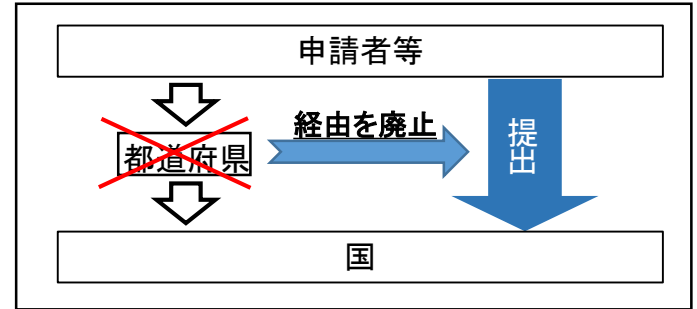 申請者等
経由を廃止
都道府県
提出
国